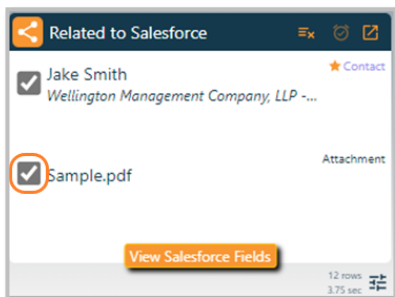 Related to Salesforce
Jake Smith
Contact
Wellington Management Company, LLP -...
Attachment
Sample.pdf
View Salesforce Fields
12 rows
3.75 sec